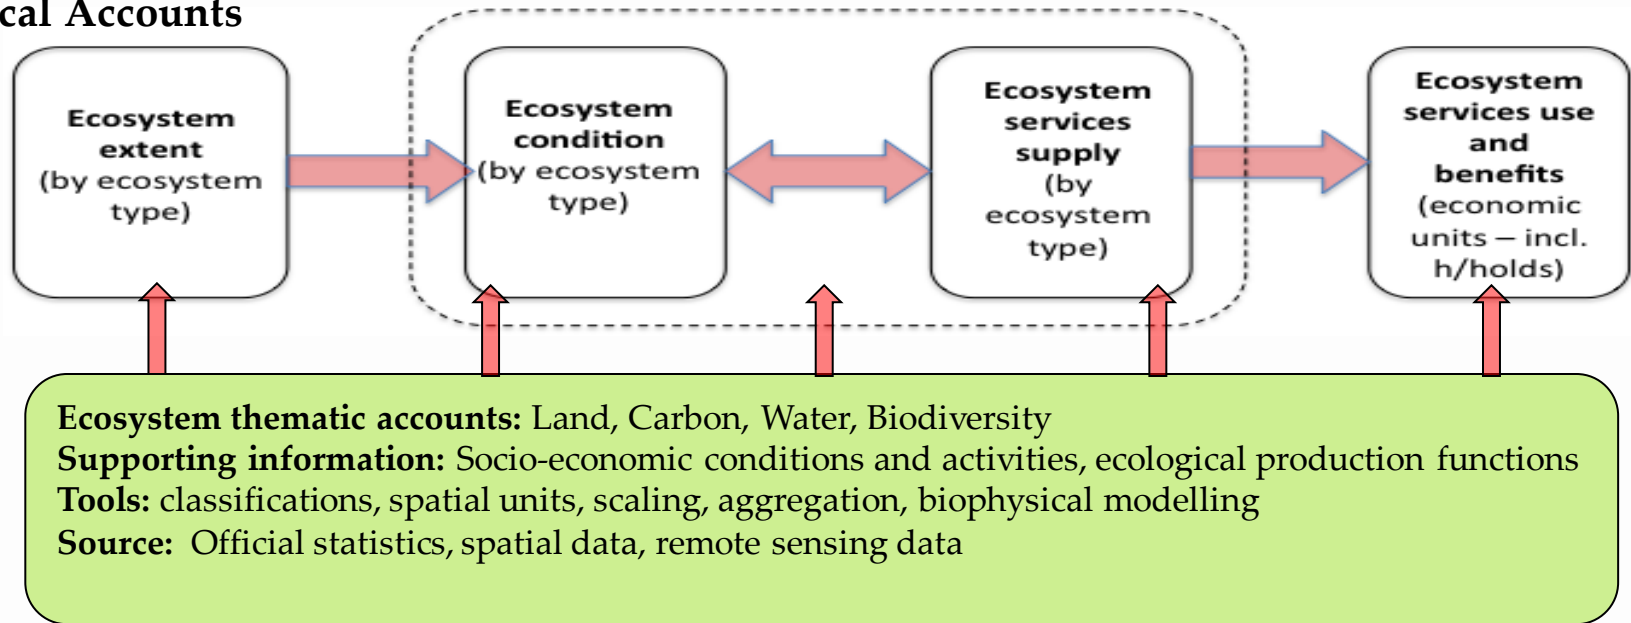 cal Accounts
Ecosystem
extent
(by ecosystem
type)
Ecosystem
condition
(by ecosystem
type)
Ecosystem
services
supply
(by
ecosystem
type)
Ecosystem
services use
and
benefits
(economic
units – incl.
h/holds)
Ecosystem thematic accounts: Land, Carbon, Water, Biodiversity
Supporting information: Socio-economic conditions and activities, ecological production functions
Tools: classifications, spatial units, scaling, aggregation, biophysical modelling
Source: Official statistics, spatial data, remote sensing data